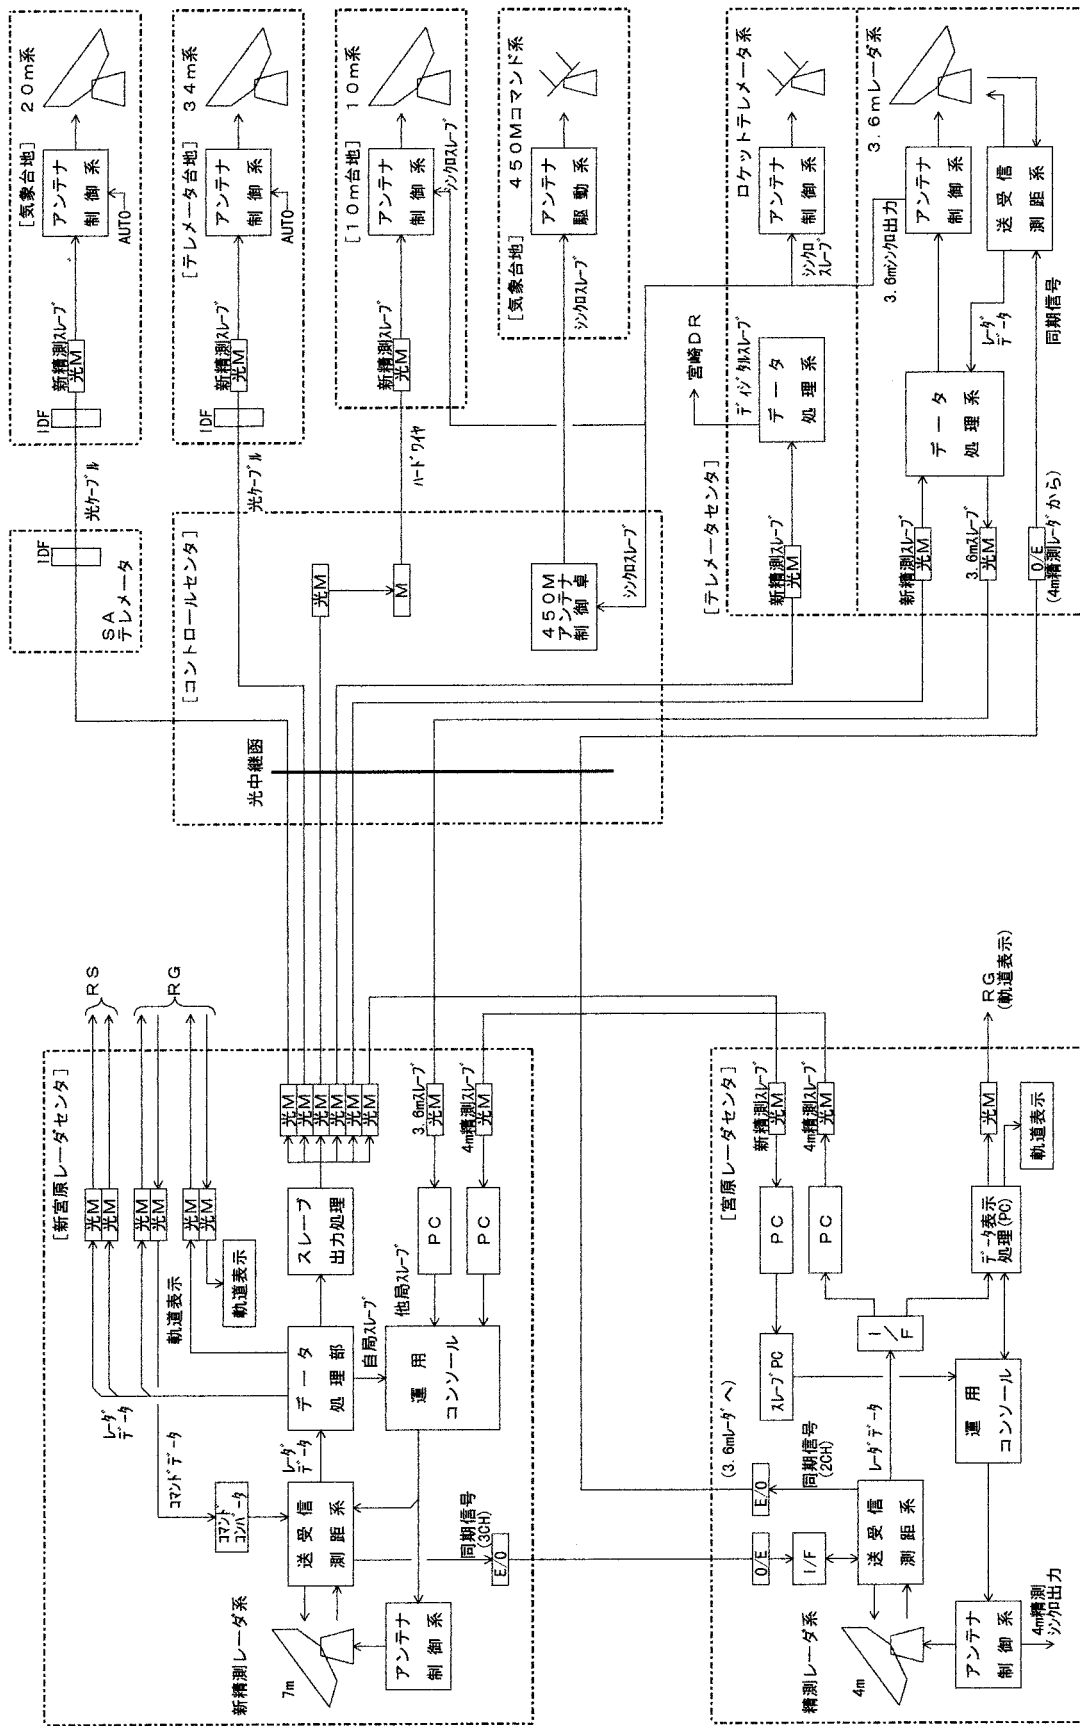 [新宮原レーダセンタ]
新精測レーダ系
7m
アンテナ
制御系
送受信
測距系
コマンド
コンバータ
コマンドデータ
レーダ
データ
レーダ
データ
データ
処理部
自局スレーブ
他局スレーブ
運用
コンソール
スレーブ
出力処理
軌道表示
軌道表示
光M
光M
光M
光M
光M
光M
RS
RG
光M
光M
光M
光M
光M
光M
3.6mスレーブ
光M
PC
4m精測スレーブ
光M
PC
同期信号
(3CH)
E/O
[宮原レーダセンタ]
精測レーダ系
4m
アンテナ
制御系
4m精測
シンクロ出力
送受信
測距系
O/E
I/F
E/O
(3.6mレーダへ)
同期信号
(2CH)
レーダデータ
スレーブPC
PC
新精測スレーブ
光M
PC
4m精測スレーブ
光M
I/F
運用
コンソール
データ表示
処理(PC)
光M
RG
(軌道表示)
軌道表示
[コントロールセンタ]
光中継函
光M
M
450M
アンテナ
制御卓
シンクロスレーブ
SA
テレメータ
IDF
光ケーブル
光ケーブル
ハードワイヤ
[気象台地]
20m系
IDF
新精測スレーブ
光M
アンテナ
制御系
AUTO
[テレメータ台地]
34m系
IDF
新精測スレーブ
光M
アンテナ
制御系
AUTO
[10m台地]
10m系
新精測スレーブ
光M
アンテナ
制御系
シンクロスレーブ
[気象台地]
450Mコマンド系
シンクロスレーブ
アンテナ
駆動系
[テレメータセンタ]
ロケットテレメータ系
新精測スレーブ
光M
データ
処理系
ディジタルスレーブ
宮崎DR
シンクロ
スレーブ
アンテナ
制御系
3.6mレーダ系
新精測スレーブ
光M
3.6mスレーブ
光M
O/E
(4m精測レーダから)
データ
処理系
レーダ
データ
同期信号
3.6mシンクロ出力
アンテナ
制御系
送受信
測距系